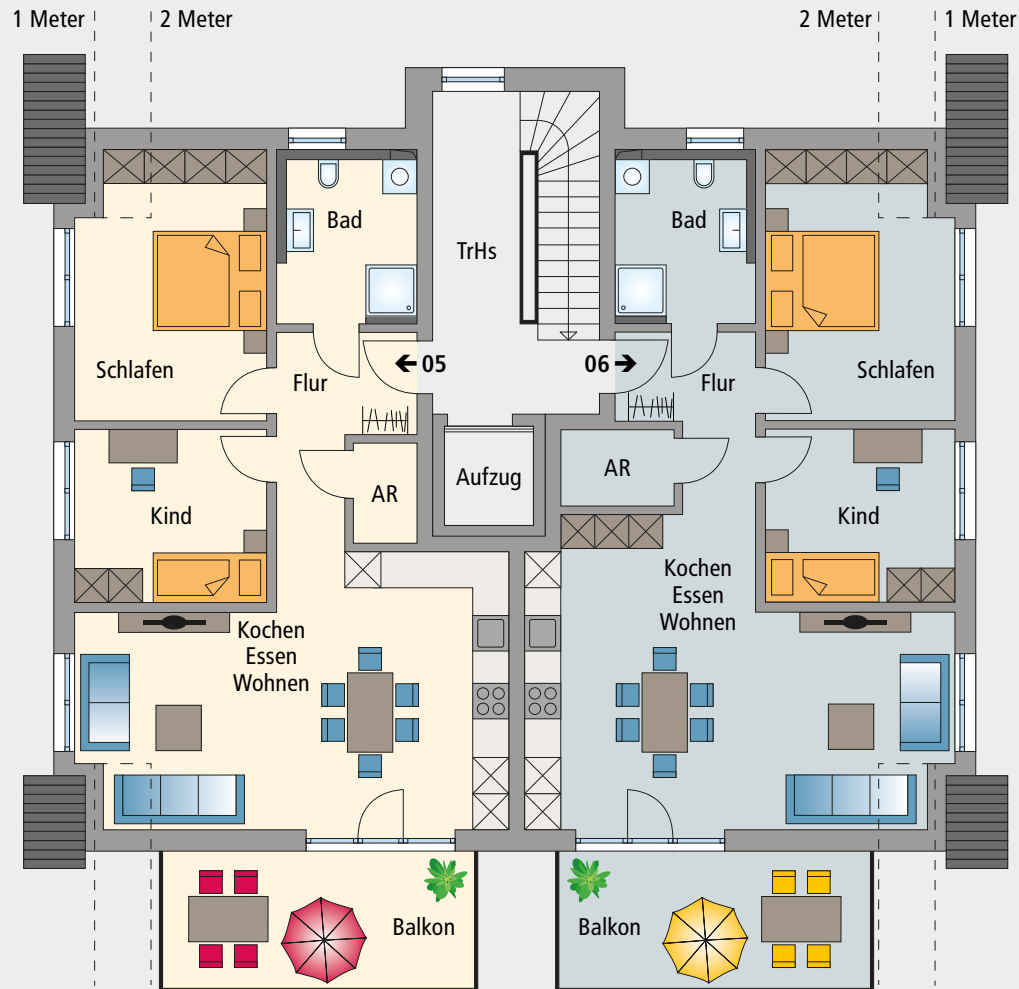 1 Meter
2 Meter
2 Meter
1 Meter
Bad
TrHs
Bad
Schlafen
Flur
← 05
06 →
Flur
Schlafen
Kind
AR
Aufzug
AR
Kind
Kochen
Essen
Wohnen
Kochen
Essen
Wohnen
Balkon
Balkon